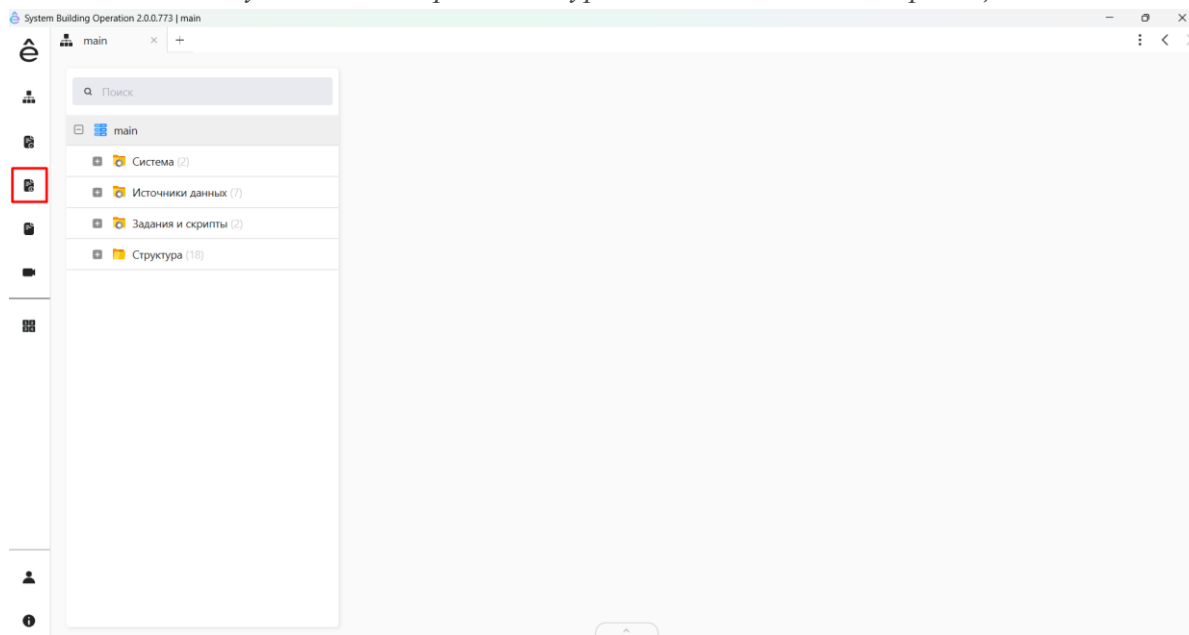 System Building Operation 2.0.0.773 | main
ê
main
Поиск
main
Система (2)
Источники данных (7)
Задания и скрипты (2)
Структура (18)